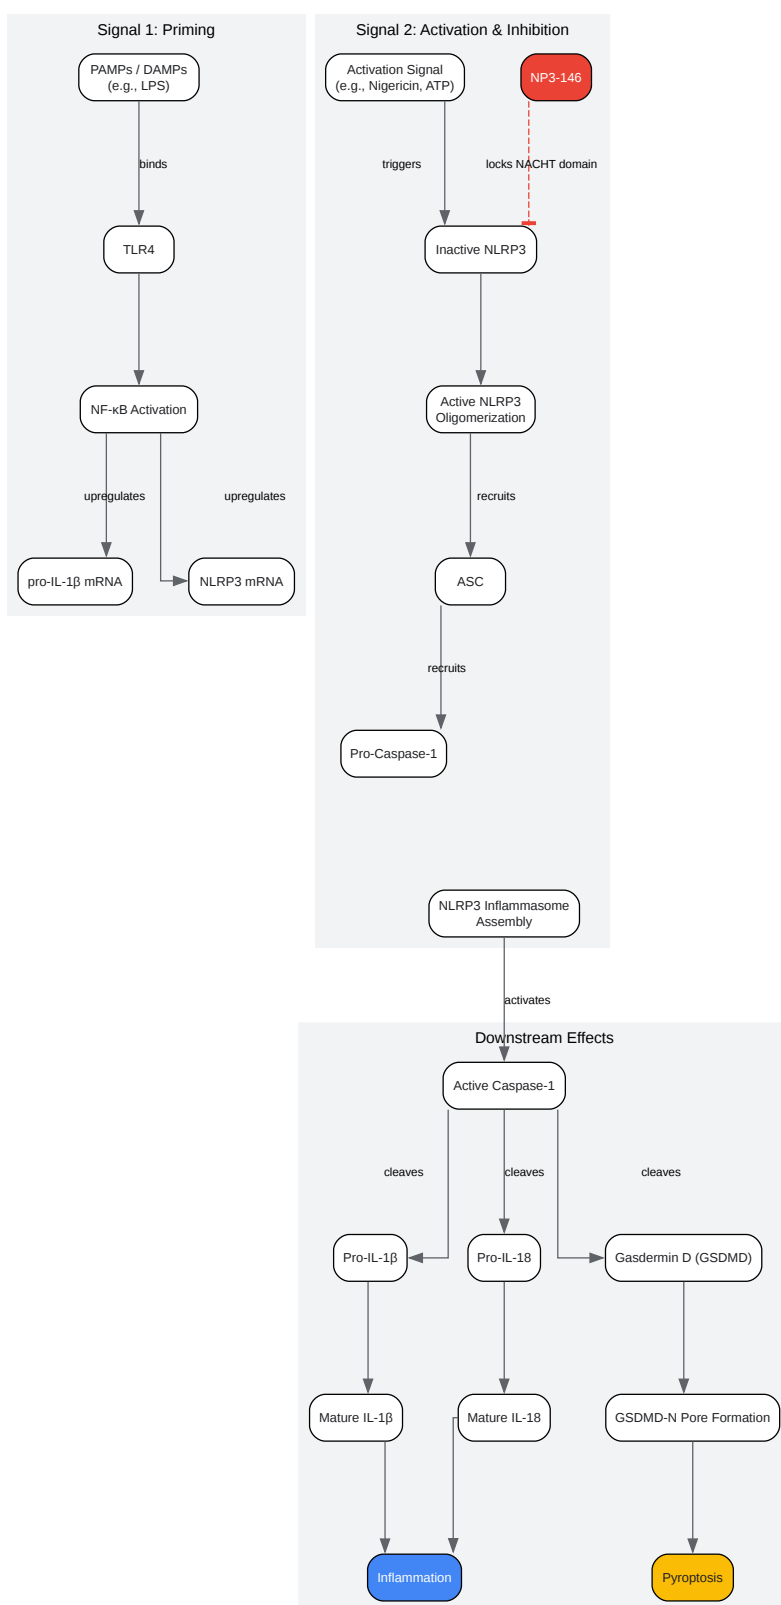 Signal 1: Priming
PAMPs / DAMPs
(e.g., LPS)
binds
TLR4
NF-κB Activation
upregulates
upregulates
pro-IL-1β mRNA
NLRP3 mRNA
Signal 2: Activation & Inhibition
Activation Signal
(e.g., Nigericin, ATP)
NP3-146
triggers
locks NACHT domain
Inactive NLRP3
Active NLRP3
Oligomerization
recruits
ASC
recruits
Pro-Caspase-1
NLRP3 Inflammasome
Assembly
activates
Downstream Effects
Active Caspase-1
cleaves
cleaves
cleaves
Pro-IL-1β
Pro-IL-18
Gasdermin D (GSDMD)
Mature IL-1β
Mature IL-18
GSDMD-N Pore Formation
Inflammation
Pyroptosis